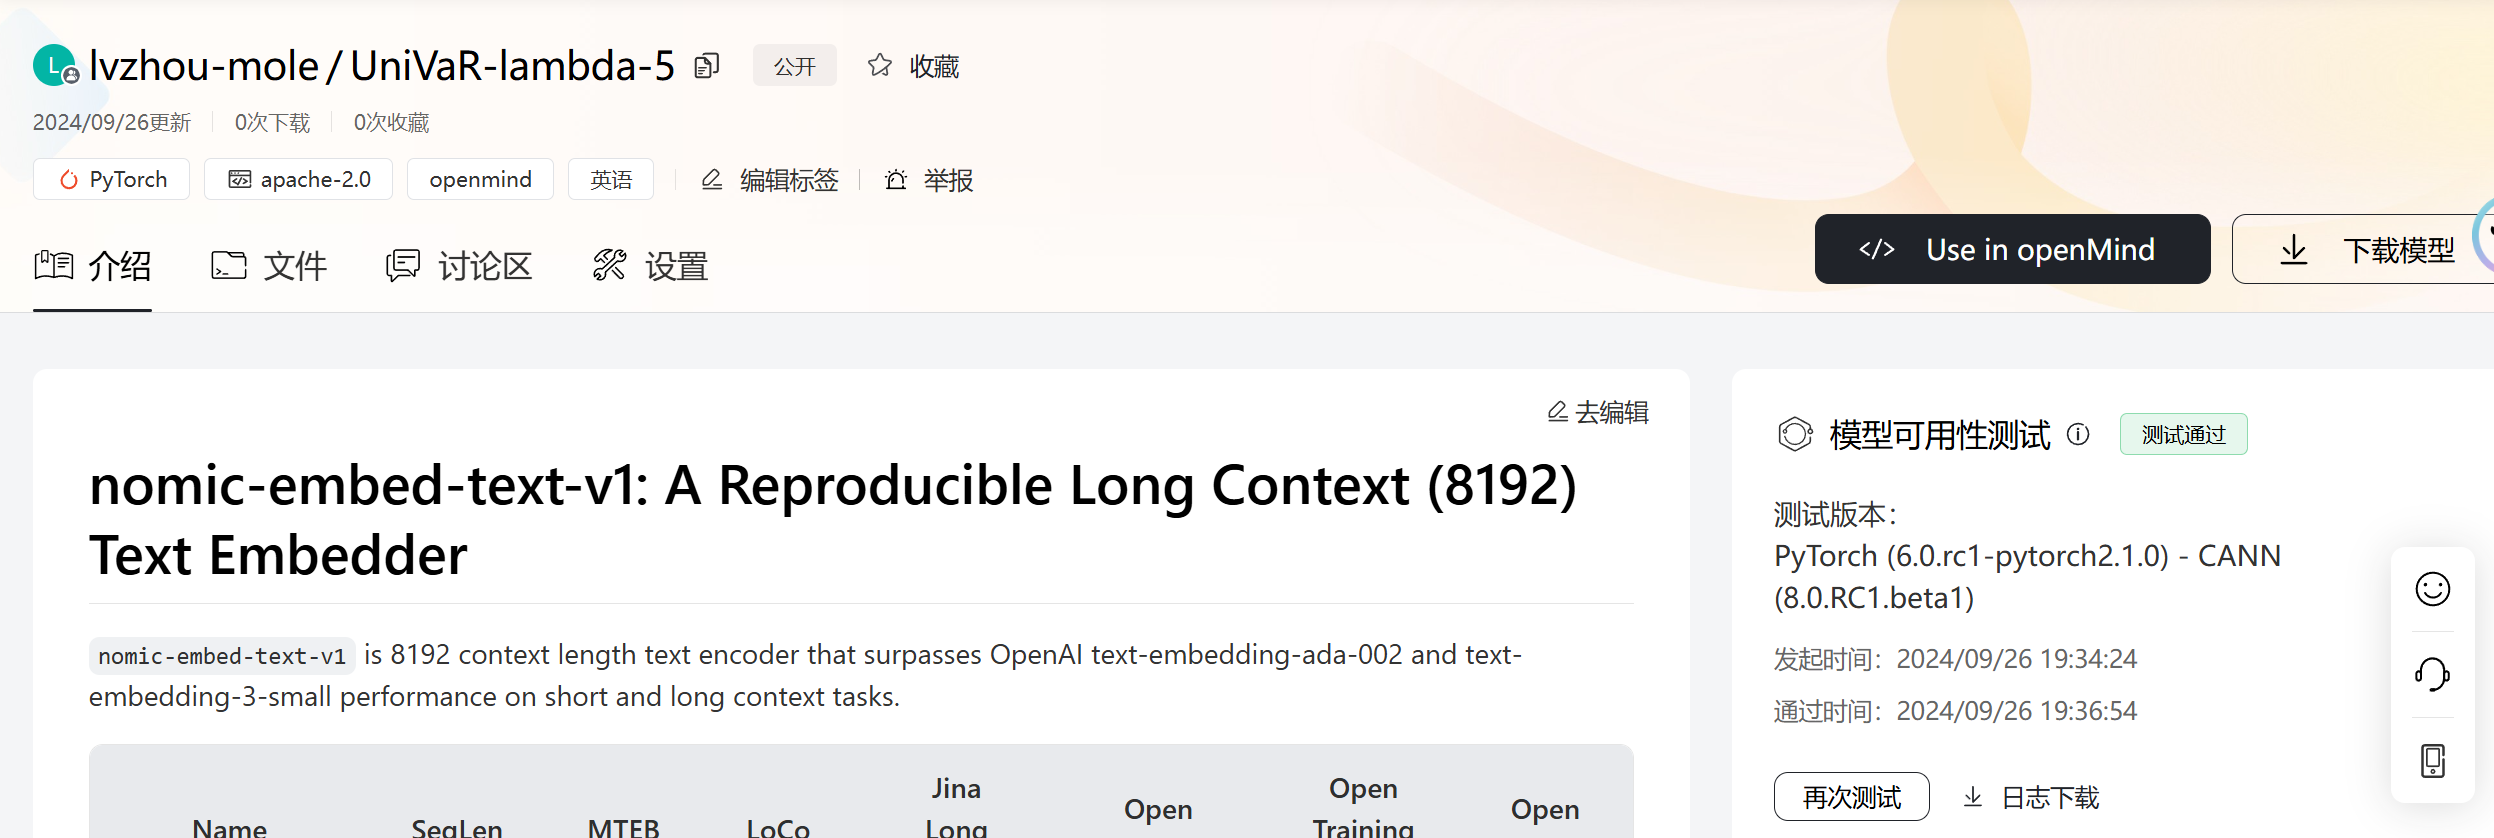 L
lvzhou-mole / UniVaR-lambda-5
公开
收藏
2024/09/26更新
0次下载
0次收藏
PyTorch
apache-2.0
openmind
英语
编辑标签
举报
介绍
文件
讨论区
设置
Use in openMind
下载模型
去编辑
nomic-embed-text-v1: A Reproducible Long Context (8192)
Text Embedder
nomic-embed-text-v1 is 8192 context length text encoder that surpasses OpenAI text-embedding-ada-002 and text-
embedding-3-small performance on short and long context tasks.
Name
SeqLen
MTEB
LoCo
Jina
Long
Open
Open
Training
Open
模型可用性测试
测试通过
测试版本：
PyTorch (6.0.rc1-pytorch2.1.0) - CANN
(8.0.RC1.beta1)
发起时间：2024/09/26 19:34:24
通过时间：2024/09/26 19:36:54
再次测试
日志下载